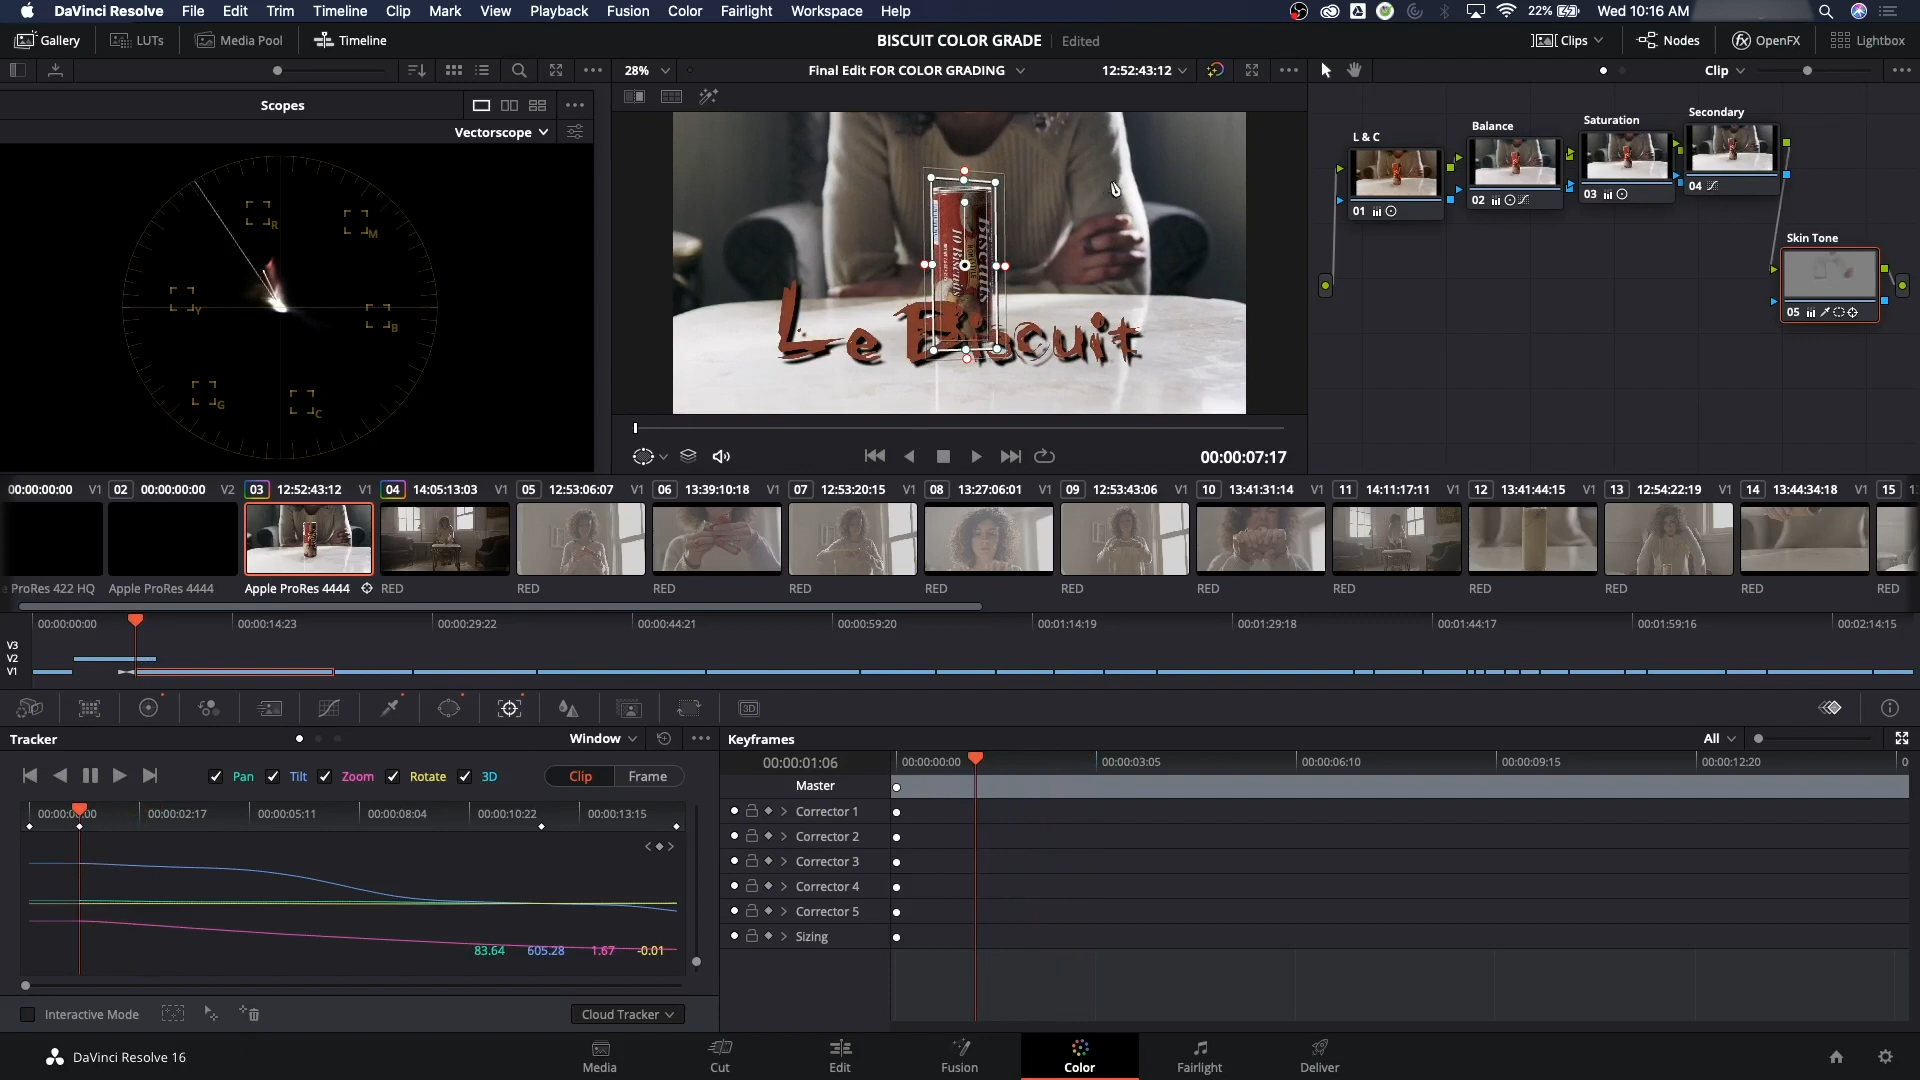 DaVinci Resolve File Edit Trim Timeline Clip Mark View Playback Fusion Color Fairlight Workspace Help 22% Wed 10:16 AM
Gallery LUTs Media Pool Timeline BISCUIT COLOR GRADE Edited Clips Nodes OpenFX Lightbox
28% Final Edit FOR COLOR GRADING 12:52:43:12 Clip
Scopes
Vectorscope
R
M
Y
B
G
C
Biscuits
10 Biscuits
Le Biscuit
L & C
Balance
Saturation
Secondary
01
02
03
04
Skin Tone
05
00:00:07:17
00:00:00:00 V1 02 00:00:00:00 V2 03 12:52:43:12 V1 04 14:05:13:03 V1 05 12:53:06:07 V1 06 13:39:10:18 V1 07 12:53:20:15 V1 08 13:27:06:01 V1 09 12:53:43:06 V1 10 13:41:31:14 V1 11 14:11:17:11 V1 12 13:41:44:15 V1 13 12:54:22:19 V1 14 13:44:34:18 V1 15
ProRes 422 HQ Apple ProRes 4444 Apple ProRes 4444 RED RED RED RED RED RED RED RED RED RED RED RED
00:00:00:00 00:00:14:23 00:00:29:22 00:00:44:21 00:00:59:20 00:01:14:19 00:01:29:18 00:01:44:17 00:01:59:16 00:02:14:15
V3
V2
V1
3D
Tracker Window
Pan Tilt Zoom Rotate 3D Clip Frame
00:00:02:17 00:00:05:11 00:00:08:04 00:00:10:22 00:00:13:15
83.64 605.28 1.67 -0.01
Interactive Mode Cloud Tracker
Keyframes All
00:00:01:06 00:00:00:00 00:00:03:05 00:00:06:10 00:00:09:15 00:00:12:20 0
Master
Corrector 1
Corrector 2
Corrector 3
Corrector 4
Corrector 5
Sizing
DaVinci Resolve 16 Media Cut Edit Fusion Color Fairlight Deliver